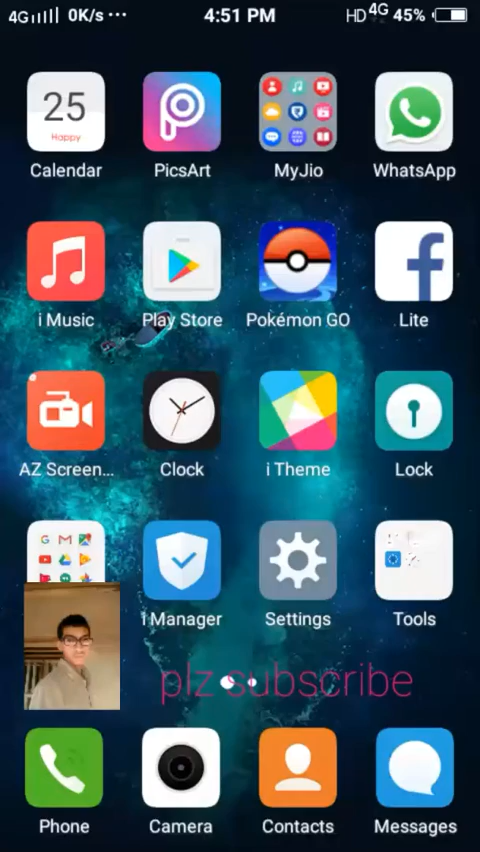 4G 0K/s ... 4:51 PM HD 4G 45%
25
Happy
Calendar PicsArt MyJio WhatsApp
i Music Play Store Pokémon GO Lite
AZ Screen... Clock i Theme Lock
i Manager Settings Tools
plz subscribe
Phone Camera Contacts Messages